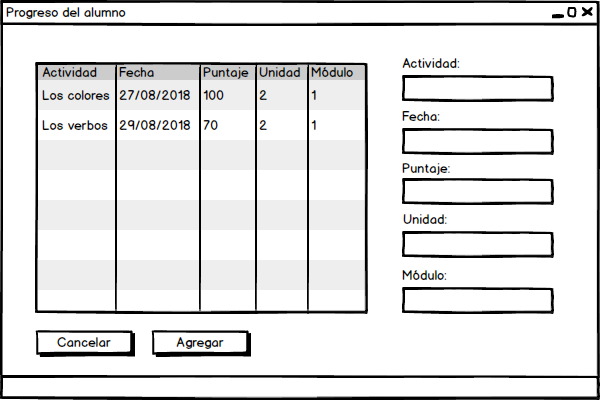 Progreso del alumno
Actividad Fecha Puntaje Unidad Módulo
Los colores 27/08/2018 100 2 1
Los verbos 29/08/2018 70 2 1
Actividad:
Fecha:
Puntaje:
Unidad:
Módulo:
Cancelar Agregar